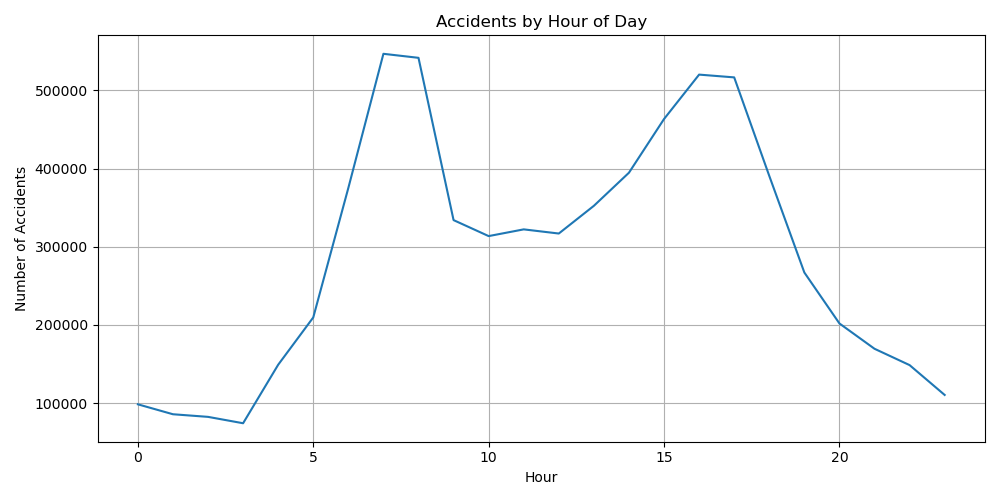 Accidents by Hour of Day
Number of Accidents
500000
400000
300000
200000
100000
0 5 10 15 20
Hour